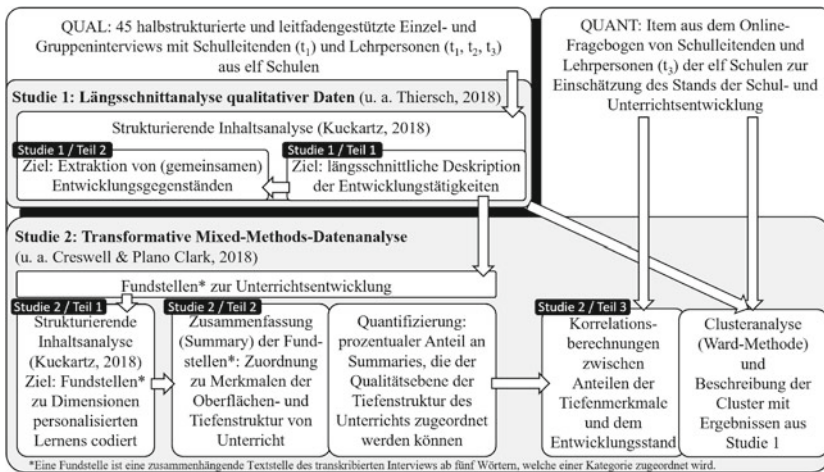 QUAL: 45 halbstrukturierte und leitfadengestützte Einzel- und
Gruppeninterviews mit Schulleitenden (t₁) und Lehrpersonen (t₁, t₂, t₃)
aus elf Schulen
QUANT: Item aus dem Online-
Fragebogen von Schulleitenden und
Lehrpersonen (t₃) der elf Schulen zur
Einschätzung des Stands der Schul- und
Unterrichtsentwicklung
Studie 1: Längsschnittanalyse qualitativer Daten (u. a. Thiersch, 2018)
Strukturierende Inhaltsanalyse (Kuckartz, 2018)
Studie 1 / Teil 2
Ziel: Extraktion von (gemeinsamen)
Entwicklungsgegenständen
Studie 1 / Teil 1
Ziel: längsschnittliche Deskription
der Entwicklungstätigkeiten
Studie 2: Transformative Mixed-Methods-Datenanalyse
(u. a. Creswell & Plano Clark, 2018)
Fundstellen* zur Unterrichtsentwicklung
Studie 2 / Teil 1
Strukturierende
Inhaltsanalyse
(Kuckartz, 2018)
Ziel: Fundstellen*
zu Dimensionen
personalisierten
Lernens codiert
Studie 2 / Teil 2
Zusammenfassung
(Summary) der Fund-
stellen*: Zuordnung
zu Merkmalen der
Oberflächen- und
Tiefenstruktur von
Unterricht
Quantifizierung:
prozentualer Anteil an
Summaries, die der
Qualitätsebene der
Tiefenstruktur des
Unterrichts zugeordnet
werden können
Studie 2 / Teil 3
Korrelations-
berechnungen
zwischen
Anteilen der
Tiefenmerkmale
und dem
Entwicklungsstand
Clusteranalyse
(Ward-Methode)
und
Beschreibung der
Cluster mit
Ergebnissen aus
Studie 1
*Eine Fundstelle ist eine zusammenhängende Textstelle des transkribierten Interviews ab fünf Wörtern, welche einer Kategorie zugeordnet wird.